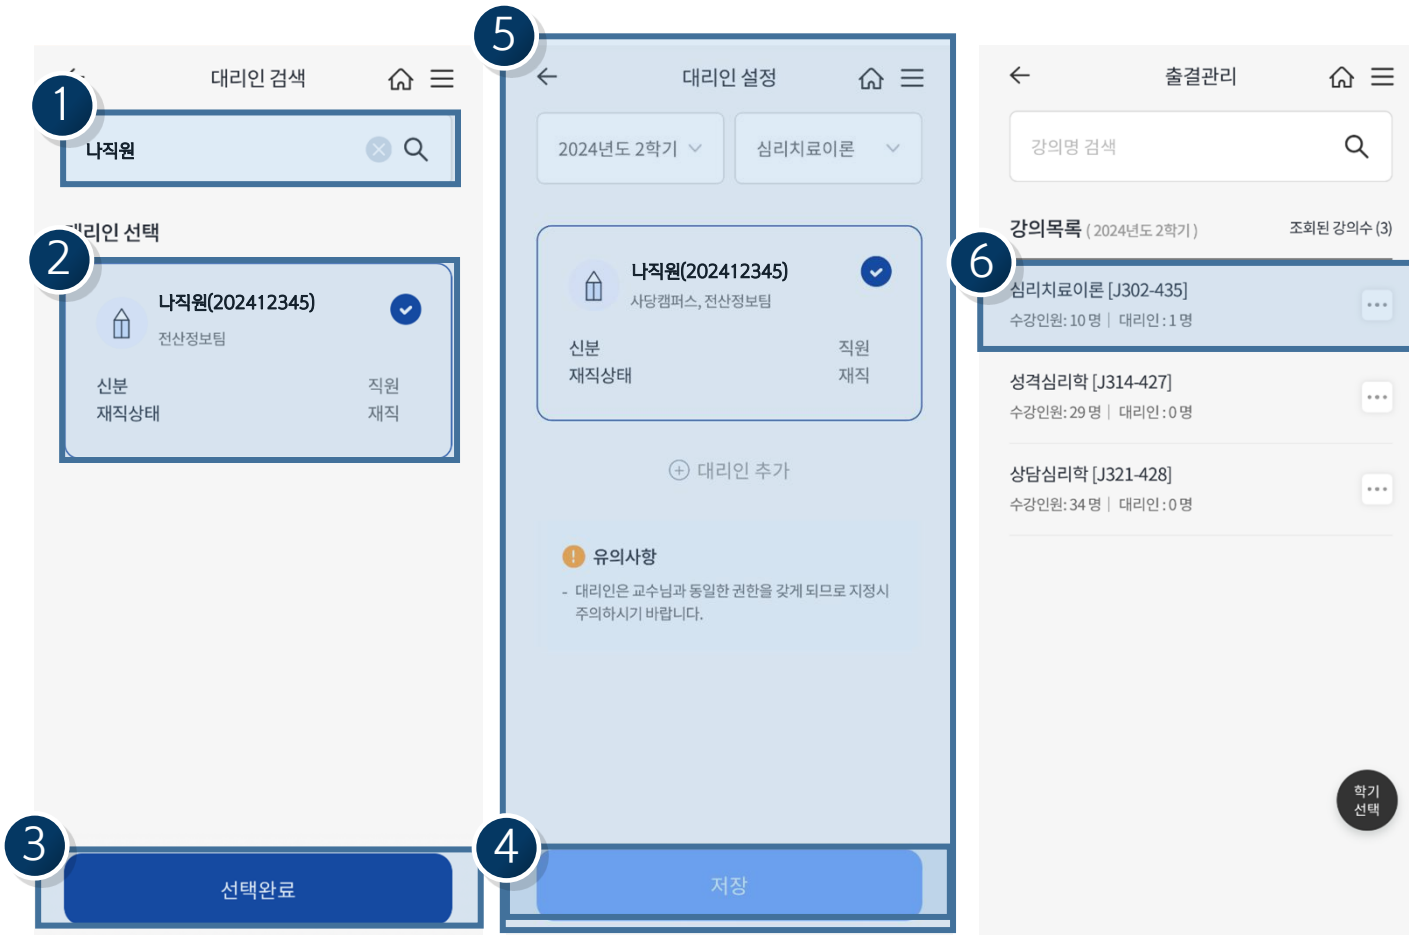 1
대리인 검색
나직원
대리인 선택
2
나직원(202412345)
전산정보팀
신분 직원
재직상태 재직
3
선택완료
5
대리인 설정
2024년도 2학기
심리치료이론
나직원(202412345)
사당캠퍼스, 전산정보팀
신분 직원
재직상태 재직
대리인 추가
유의사항
- 대리인은 교수님과 동일한 권한을 갖게 되므로 지정시
주의하시기 바랍니다.
4
저장
출결관리
강의명 검색
강의목록 ( 2024년도 2학기 ) 조회된 강의수 (3)
6
심리치료이론 [J302-435]
수강인원: 10 명 | 대리인 : 1 명
성격심리학 [J314-427]
수강인원: 29 명 | 대리인 : 0 명
상담심리학 [J321-428]
수강인원: 34 명 | 대리인 : 0 명
학기
선택